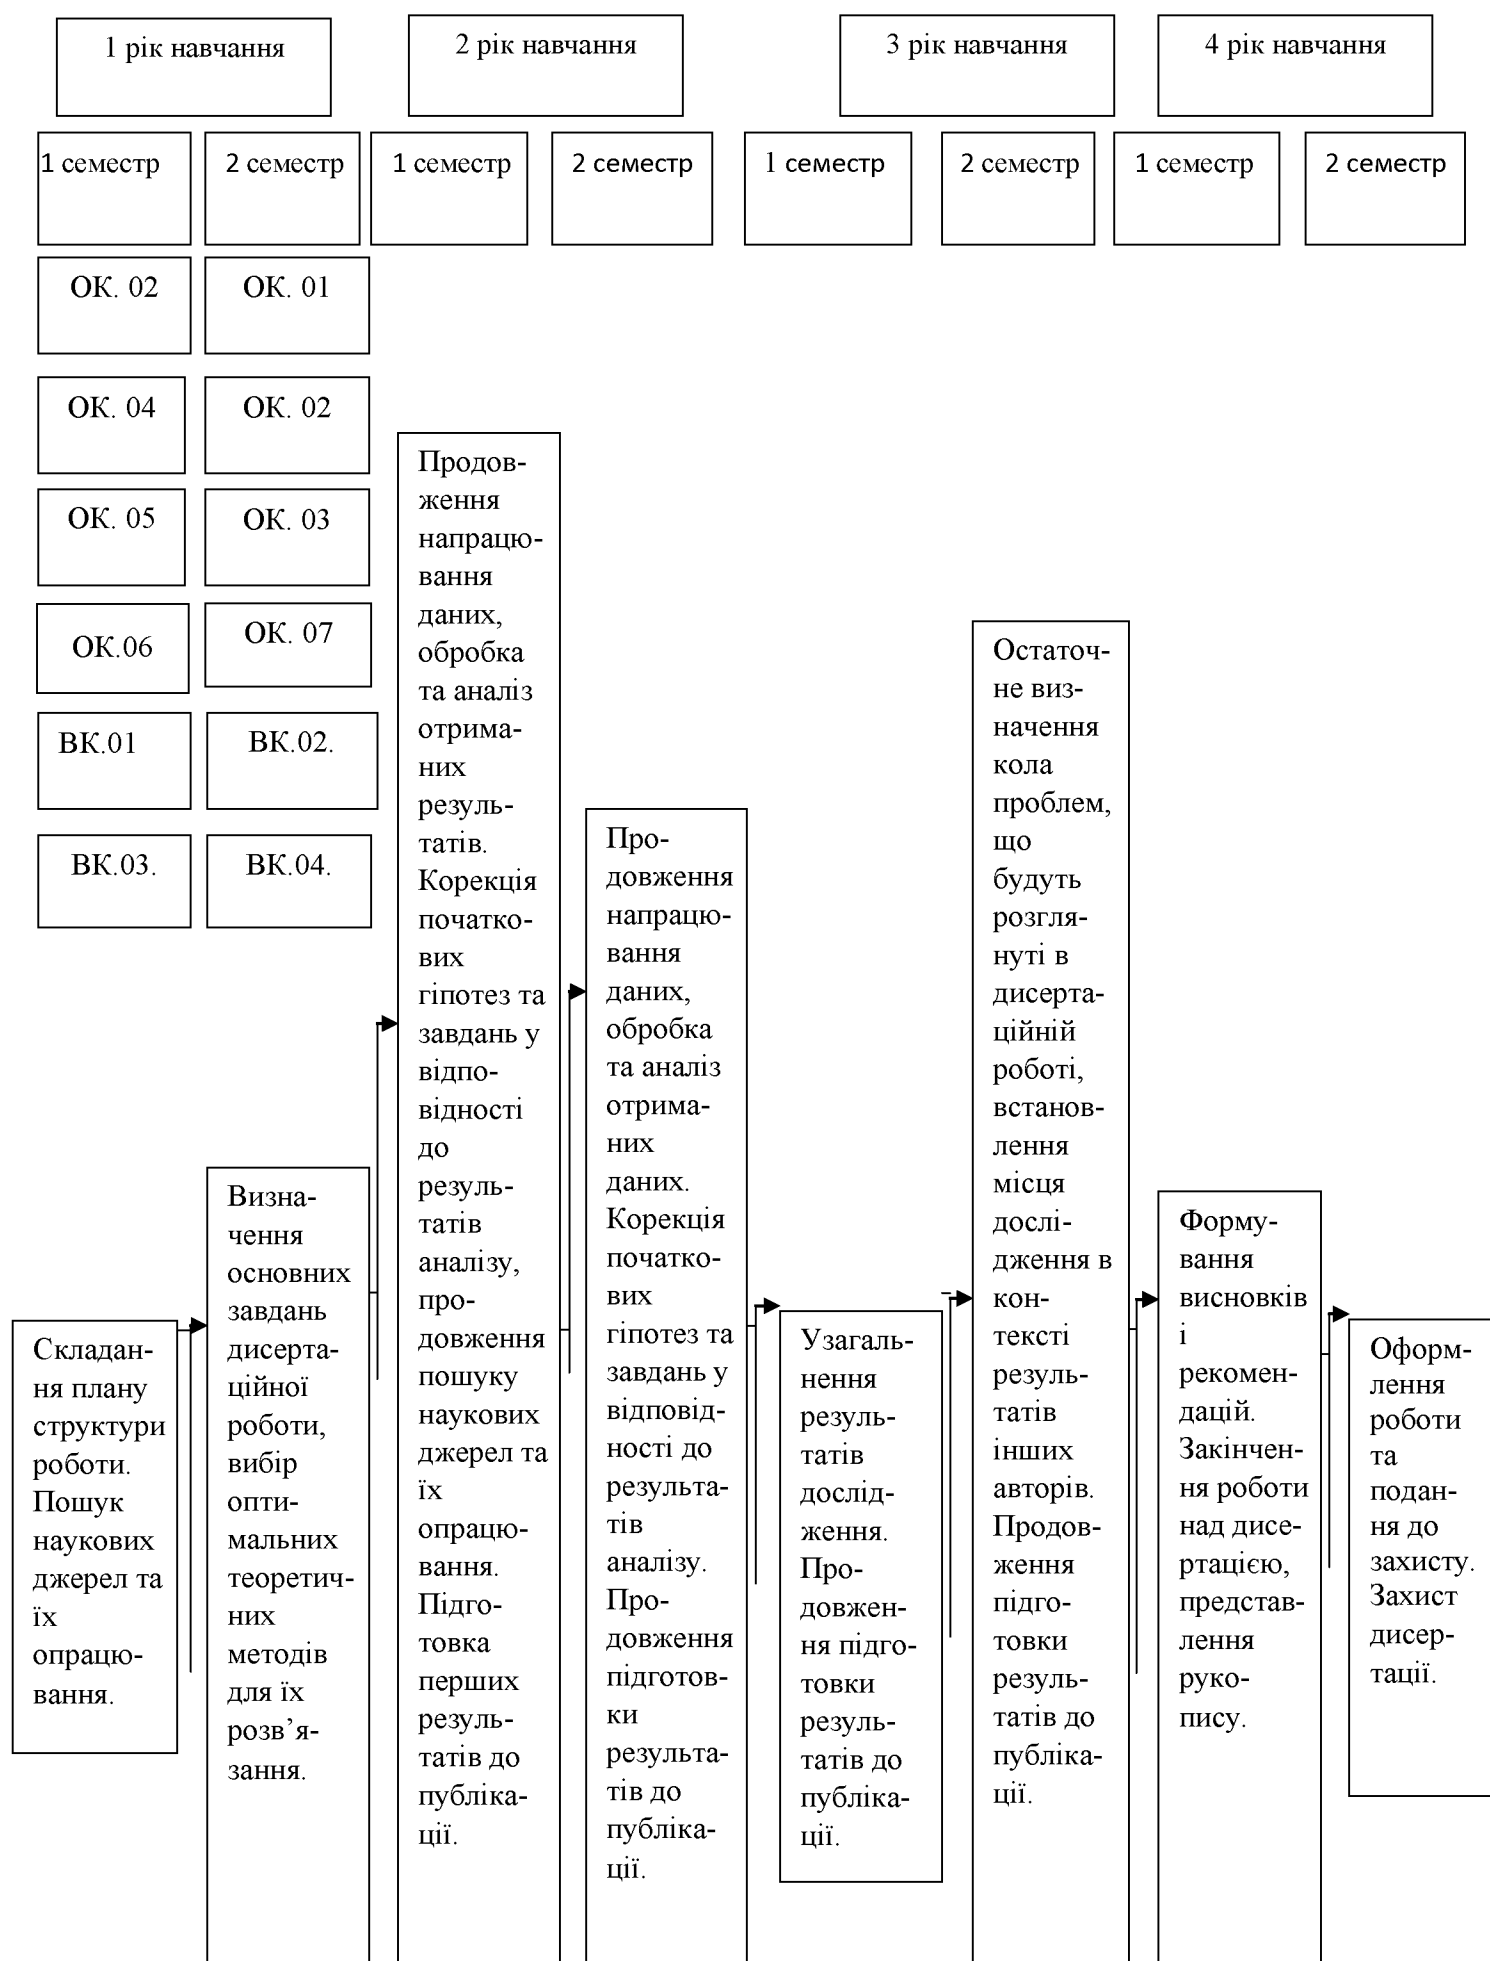 1 рік навчання
2 рік навчання
3 рік навчання
4 рік навчання
1 семестр
2 семестр
1 семестр
2 семестр
1 семестр
2 семестр
1 семестр
2 семестр
ОК. 02
ОК. 01
ОК. 04
ОК. 02
ОК. 05
ОК. 03
ОК.06
ОК. 07
ВК.01
ВК.02.
ВК.03.
ВК.04.
Складан-
ня плану
структури
роботи.
Пошук
наукових
джерел та
їх
опрацю-
вання.
Визна-
чення
основних
завдань
дисерта-
ційної
роботи,
вибір
опти-
мальних
теоретич-
них
методів
для їх
розв’я-
зання.
Продов-
ження
напрацю-
вання
даних,
обробка
та аналіз
отрима-
них
резуль-
татів.
Корекція
початко-
вих
гіпотез та
завдань у
відпо-
відності
до
резуль-
татів
аналізу,
про-
довження
пошуку
наукових
джерел та
їх
опрацю-
вання.
Підго-
товка
перших
резуль-
татів до
публіка-
ції.
Про-
довження
напрацю-
вання
даних,
обробка
та аналіз
отрима-
них
даних.
Корекція
початко-
вих
гіпотез та
завдань у
відповід-
ності до
результа-
тів
аналізу.
Про-
довження
підготов-
ки
результа-
тів до
публіка-
ції.
Узагаль-
нення
резуль-
татів
дослід-
ження.
Про-
довжен-
ня підго-
товки
резуль-
татів до
публіка-
ції.
Остаточ-
не виз-
начення
кола
проблем,
що
будуть
розгля-
нуті в
дисерта-
ційній
роботі,
встанов-
лення
місця
дослі-
дження в
кон-
тексті
резуль-
татів
інших
авторів.
Продов-
ження
підго-
товки
резуль-
татів до
публіка-
ції.
Форму-
вання
висновків
і
рекомен-
дацій.
Закінчен-
ня роботи
над дисе-
ртацією,
представ-
лення
руко-
пису.
Оформ-
лення
роботи
та
подан-
ня до
захисту.
Захист
дисер-
тації.